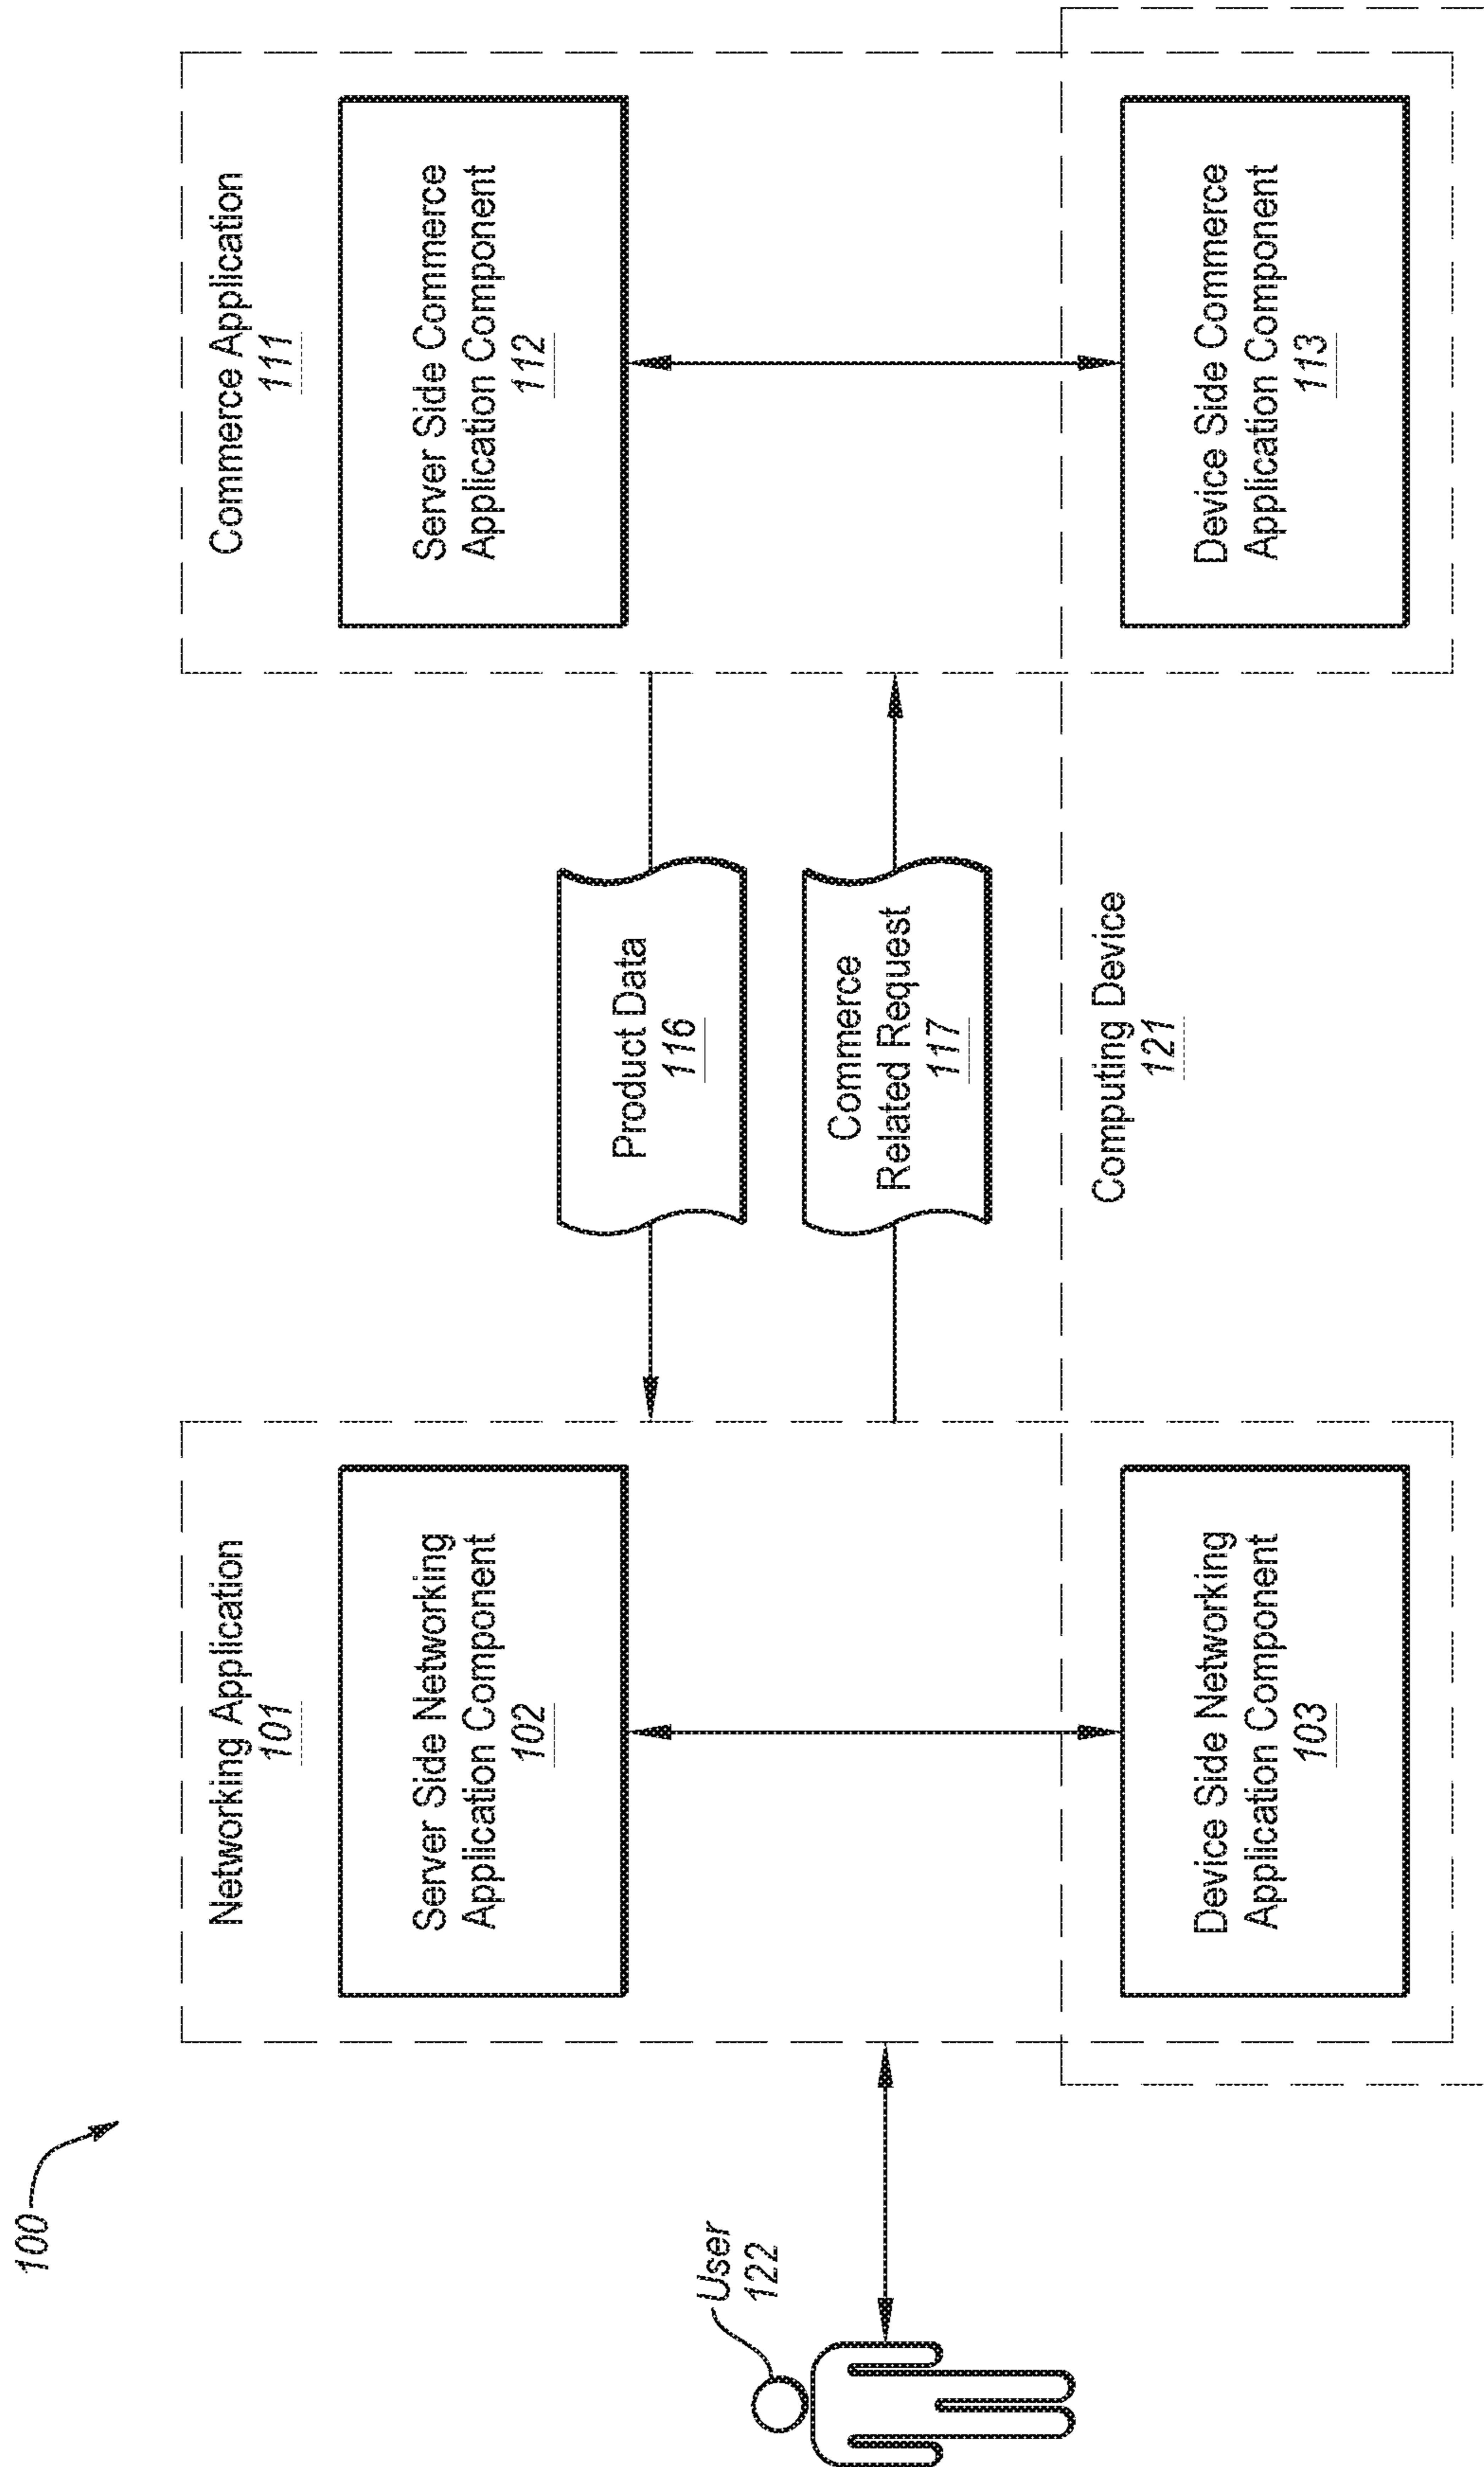 100
User
122
Networking Application
101
Server Side Networking
Application Component
102
Device Side Networking
Application Component
103
Product Data
116
Commerce
Related Request
117
Computing Device
121
Commerce Application
111
Server Side Commerce
Application Component
112
Device Side Commerce
Application Component
113